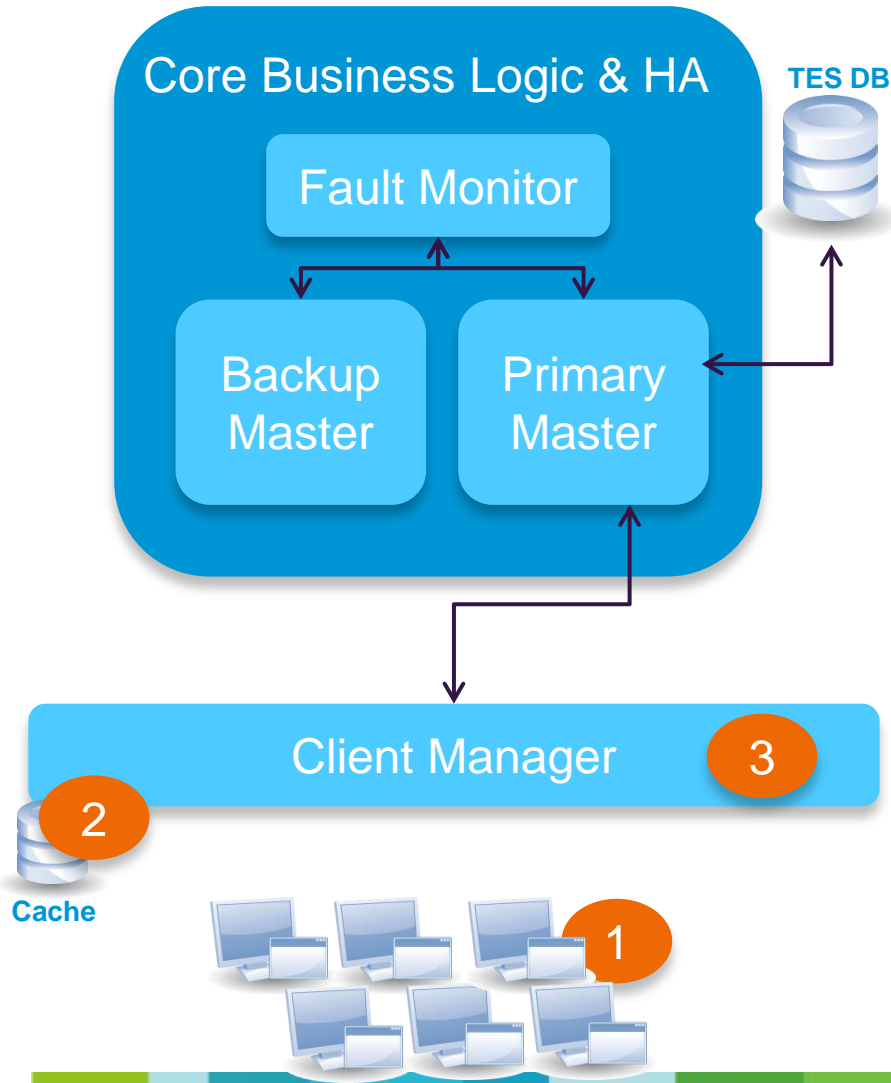 Core Business Logic & HA
TES DB
Fault Monitor
Backup
Master
Primary
Master
Client Manager
3
2
Cache
1